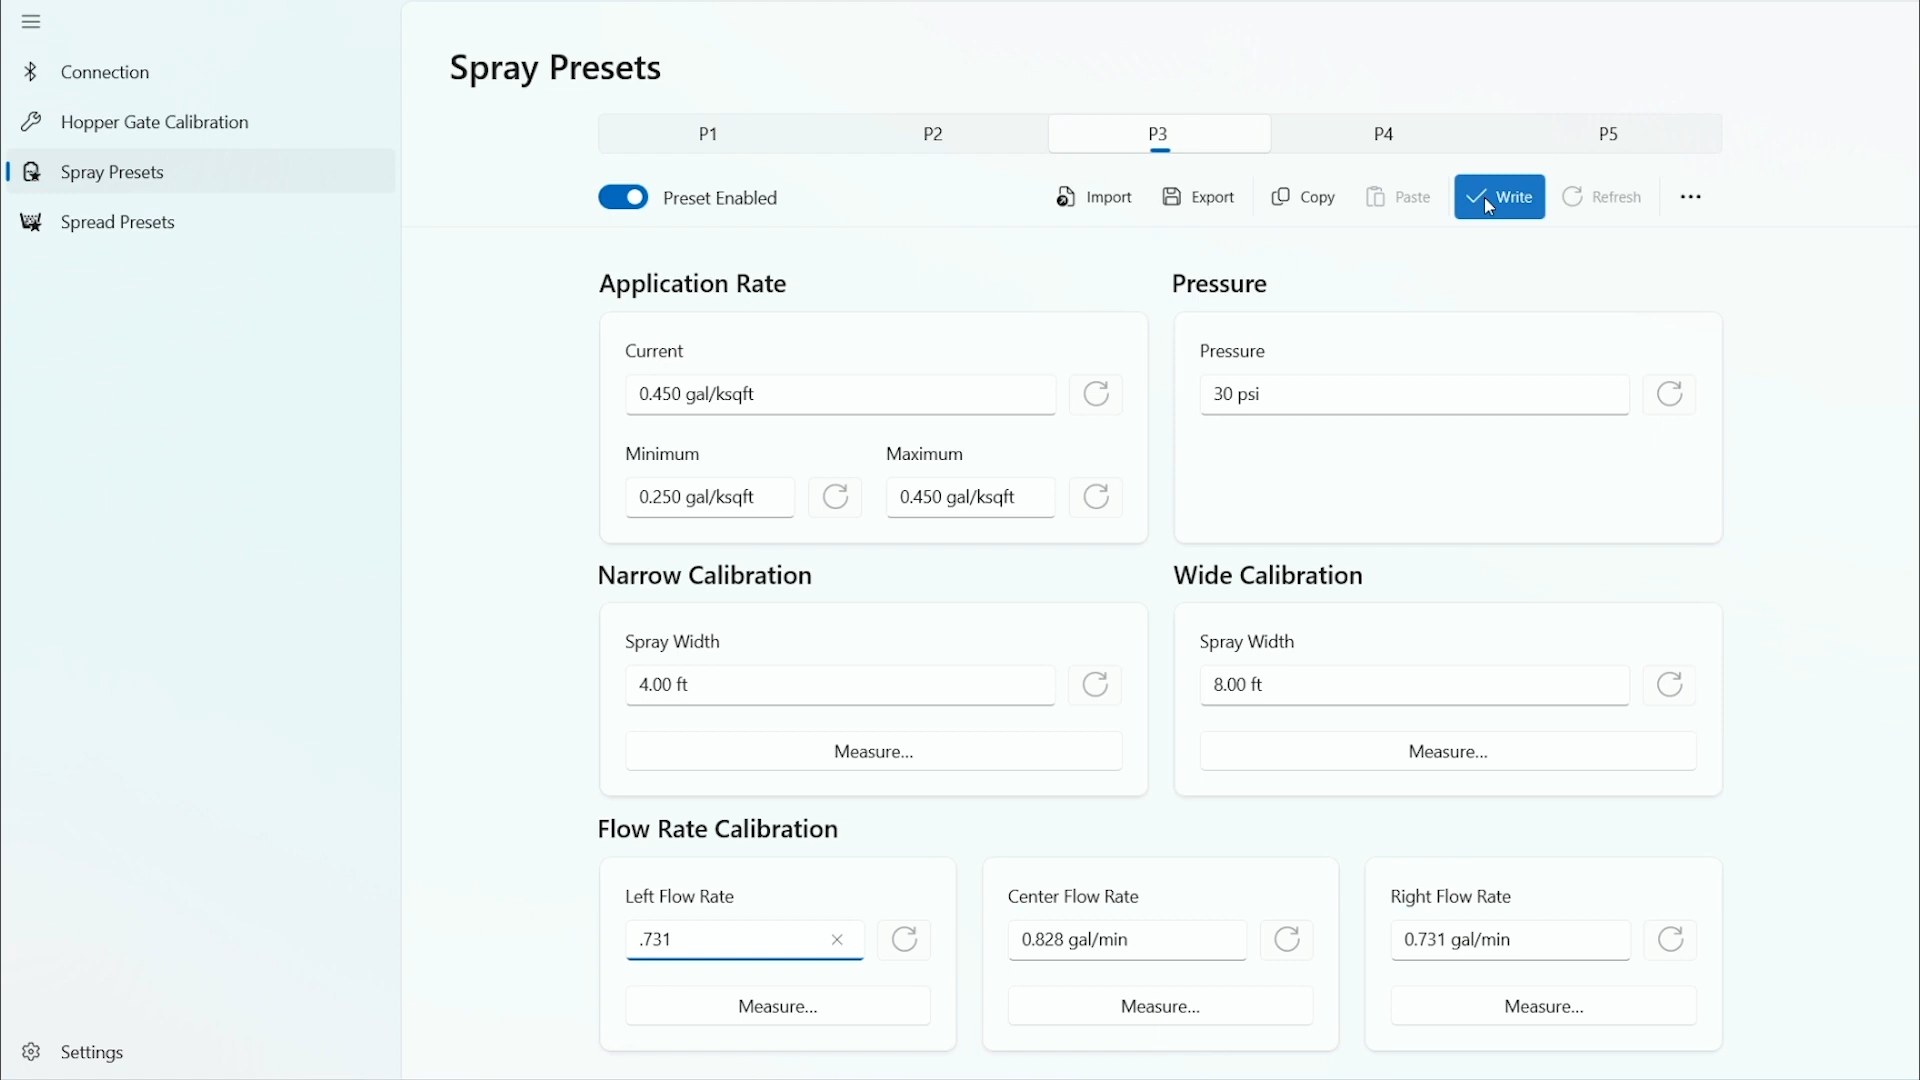 Connection
Hopper Gate Calibration
Spray Presets
Spread Presets
Settings
Spray Presets
P1 P2 P3 P4 P5
Preset Enabled Import Export Copy Paste Write Refresh
Application Rate
Current
0.450 gal/ksqft
Minimum Maximum
0.250 gal/ksqft 0.450 gal/ksqft
Pressure
Pressure
30 psi
Narrow Calibration
Spray Width
4.00 ft
Measure...
Wide Calibration
Spray Width
8.00 ft
Measure...
Flow Rate Calibration
Left Flow Rate
.731
Measure...
Center Flow Rate
0.828 gal/min
Measure...
Right Flow Rate
0.731 gal/min
Measure...